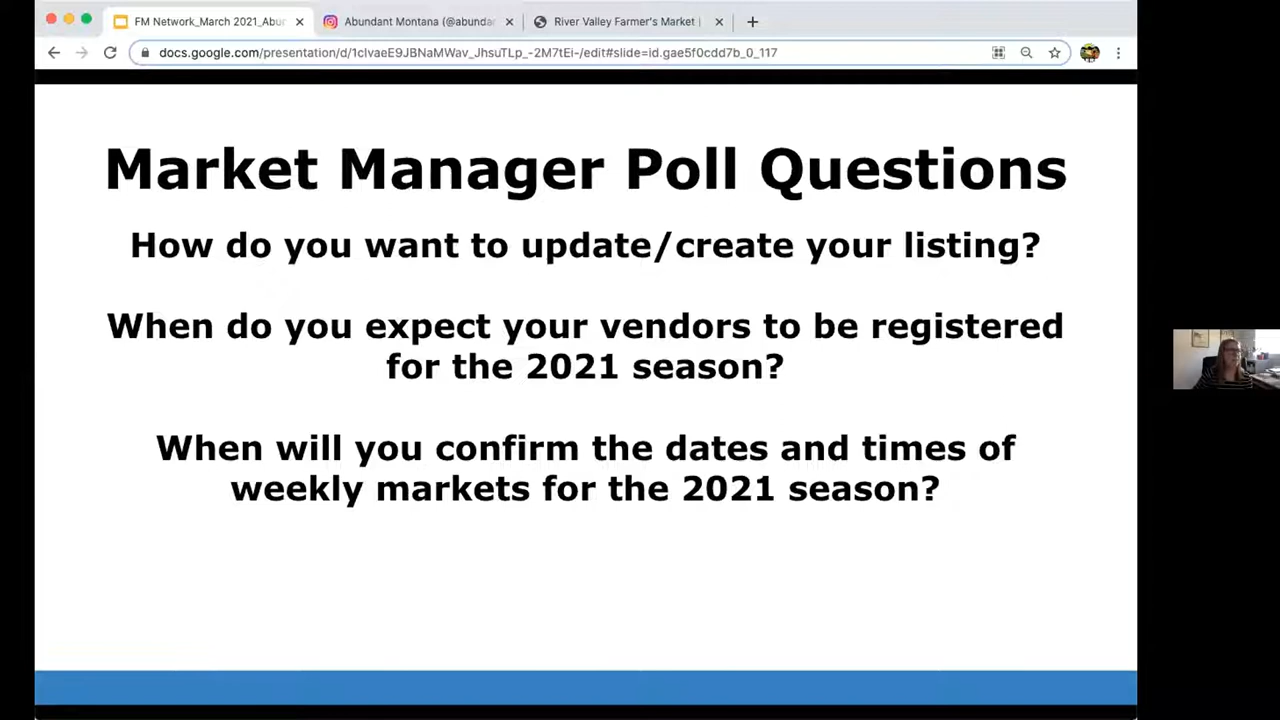 FM Network_March 2021_Abun
Abundant Montana (@abunda
River Valley Farmer's Market |
docs.google.com/presentation/d/1cIvaeE9JBNaMWav_JhsuTLp_-2M7tEi-/edit#slide=id.gae5f0cdd7b_0_117
Market Manager Poll Questions
How do you want to update/create your listing?
When do you expect your vendors to be registered
for the 2021 season?
When will you confirm the dates and times of
weekly markets for the 2021 season?